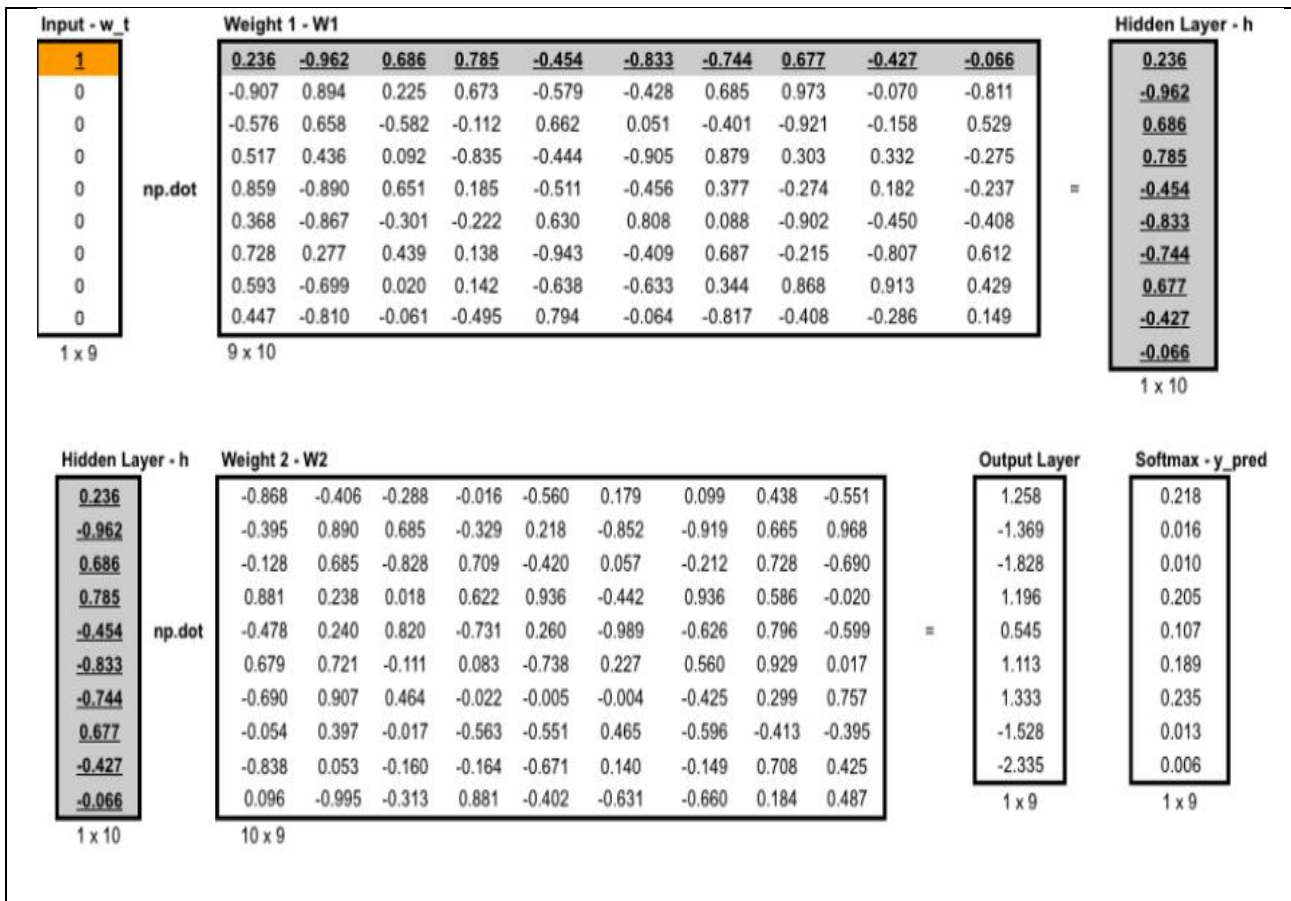 Input - w_t Weight 1 - W1 Hidden Layer - h
1 0.236 -0.962 0.686 0.785 -0.454 -0.833 -0.744 0.677 -0.427 -0.066 0.236
0 -0.907 0.894 0.225 0.673 -0.579 -0.428 0.685 0.973 -0.070 -0.811 -0.962
0 -0.576 0.658 -0.582 -0.112 0.662 0.051 -0.401 -0.921 -0.158 0.529 0.686
0 0.517 0.436 0.092 -0.835 -0.444 -0.905 0.879 0.303 0.332 -0.275 0.785
0 np.dot 0.859 -0.890 0.651 0.185 -0.511 -0.456 0.377 -0.274 0.182 -0.237 = -0.454
0 0.368 -0.867 -0.301 -0.222 0.630 0.808 0.088 -0.902 -0.450 -0.408 -0.833
0 0.728 0.277 0.439 0.138 -0.943 -0.409 0.687 -0.215 -0.807 0.612 -0.744
0 0.593 -0.699 0.020 0.142 -0.638 -0.633 0.344 0.868 0.913 0.429 0.677
0 0.447 -0.810 -0.061 -0.495 0.794 -0.064 -0.817 -0.408 -0.286 0.149 -0.427
1 x 9 9 x 10 -0.066
1 x 10
Hidden Layer - h Weight 2 - W2 Output Layer Softmax - y_pred
0.236 -0.868 -0.406 -0.288 -0.016 -0.560 0.179 0.099 0.438 -0.551 1.258 0.218
-0.962 -0.395 0.890 0.685 -0.329 0.218 -0.852 -0.919 0.665 0.968 -1.369 0.016
0.686 -0.128 0.685 -0.828 0.709 -0.420 0.057 -0.212 0.728 -0.690 -1.828 0.010
0.785 0.881 0.238 0.018 0.622 0.936 -0.442 0.936 0.586 -0.020 1.196 0.205
-0.454 np.dot -0.478 0.240 0.820 -0.731 0.260 -0.989 -0.626 0.796 -0.599 = 0.545 0.107
-0.833 0.679 0.721 -0.111 0.083 -0.738 0.227 0.560 0.929 0.017 1.113 0.189
-0.744 -0.690 0.907 0.464 -0.022 -0.005 -0.004 -0.425 0.299 0.757 1.333 0.235
0.677 -0.054 0.397 -0.017 -0.563 -0.551 0.465 -0.596 -0.413 -0.395 -1.528 0.013
-0.427 -0.838 0.053 -0.160 -0.164 -0.671 0.140 -0.149 0.708 0.425 -2.335 0.006
-0.066 0.096 -0.995 -0.313 0.881 -0.402 -0.631 -0.660 0.184 0.487 1 x 9 1 x 9
1 x 10 10 x 9